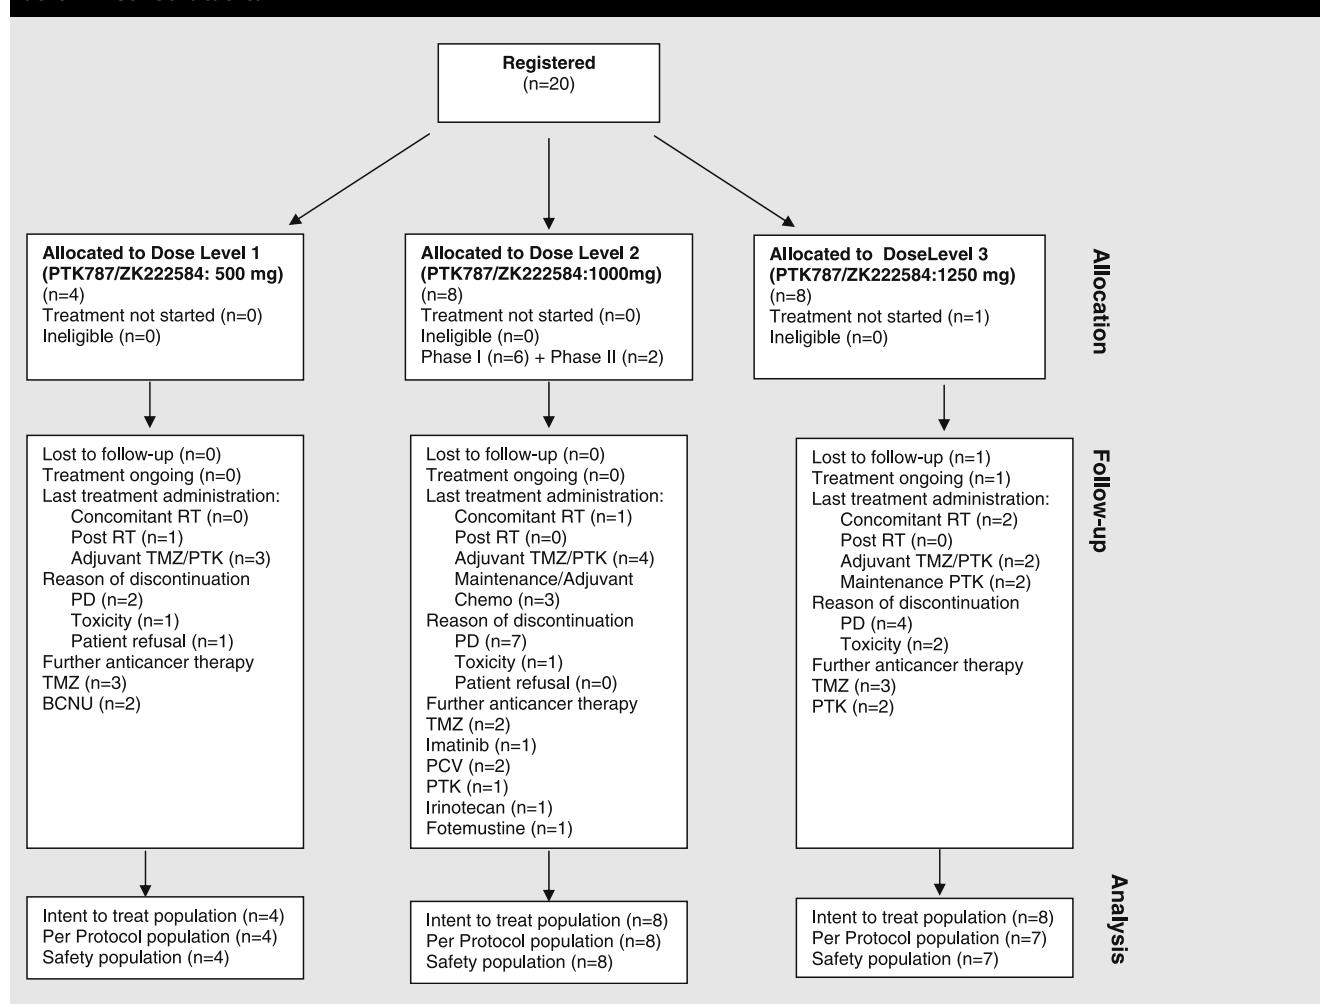 Registered
(n=20)
Allocated to Dose Level 1
(PTK787/ZK222584: 500 mg)
(n=4)
Treatment not started (n=0)
Ineligible (n=0)
Allocated to Dose Level 2
(PTK787/ZK222584:1000mg)
(n=8)
Treatment not started (n=0)
Ineligible (n=0)
Phase I (n=6) + Phase II (n=2)
Allocated to DoseLevel 3
(PTK787/ZK222584:1250 mg)
(n=8)
Treatment not started (n=1)
Ineligible (n=0)
Allocation
Lost to follow-up (n=0)
Treatment ongoing (n=0)
Last treatment administration:
Concomitant RT (n=0)
Post RT (n=1)
Adjuvant TMZ/PTK (n=3)
Reason of discontinuation
PD (n=2)
Toxicity (n=1)
Patient refusal (n=1)
Further anticancer therapy
TMZ (n=3)
BCNU (n=2)
Lost to follow-up (n=0)
Treatment ongoing (n=0)
Last treatment administration:
Concomitant RT (n=1)
Post RT (n=0)
Adjuvant TMZ/PTK (n=4)
Maintenance/Adjuvant
Chemo (n=3)
Reason of discontinuation
PD (n=7)
Toxicity (n=1)
Patient refusal (n=0)
Further anticancer therapy
TMZ (n=2)
Imatinib (n=1)
PCV (n=2)
PTK (n=1)
Irinotecan (n=1)
Fotemustine (n=1)
Lost to follow-up (n=1)
Treatment ongoing (n=1)
Last treatment administration:
Concomitant RT (n=2)
Post RT (n=0)
Adjuvant TMZ/PTK (n=2)
Maintenance PTK (n=2)
Reason of discontinuation
PD (n=4)
Toxicity (n=2)
Further anticancer therapy
TMZ (n=3)
PTK (n=2)
Follow-up
Intent to treat population (n=4)
Per Protocol population (n=4)
Safety population (n=4)
Intent to treat population (n=8)
Per Protocol population (n=8)
Safety population (n=8)
Intent to treat population (n=8)
Per Protocol population (n=7)
Safety population (n=7)
Analysis